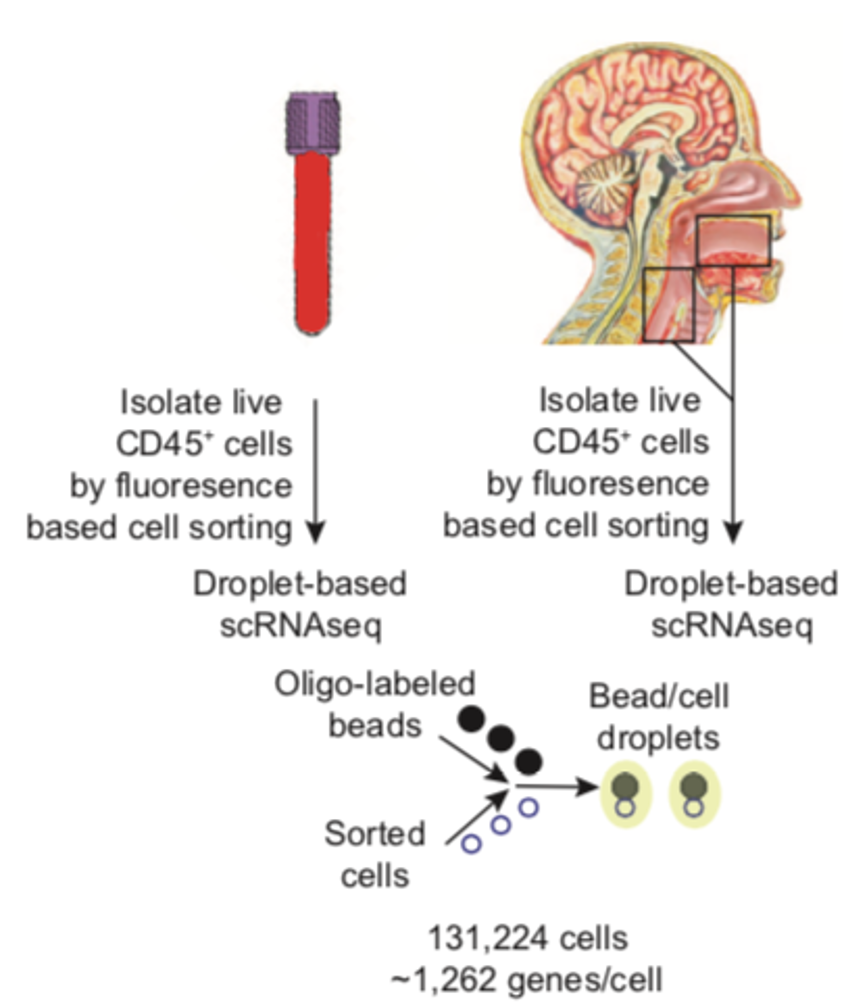 Isolate live
CD45⁺ cells
by fluoresence
based cell sorting
Isolate live
CD45⁺ cells
by fluoresence
based cell sorting
Droplet-based
scRNAseq
Droplet-based
scRNAseq
Oligo-labeled
beads
Bead/cell
droplets
Sorted
cells
131,224 cells
~1,262 genes/cell